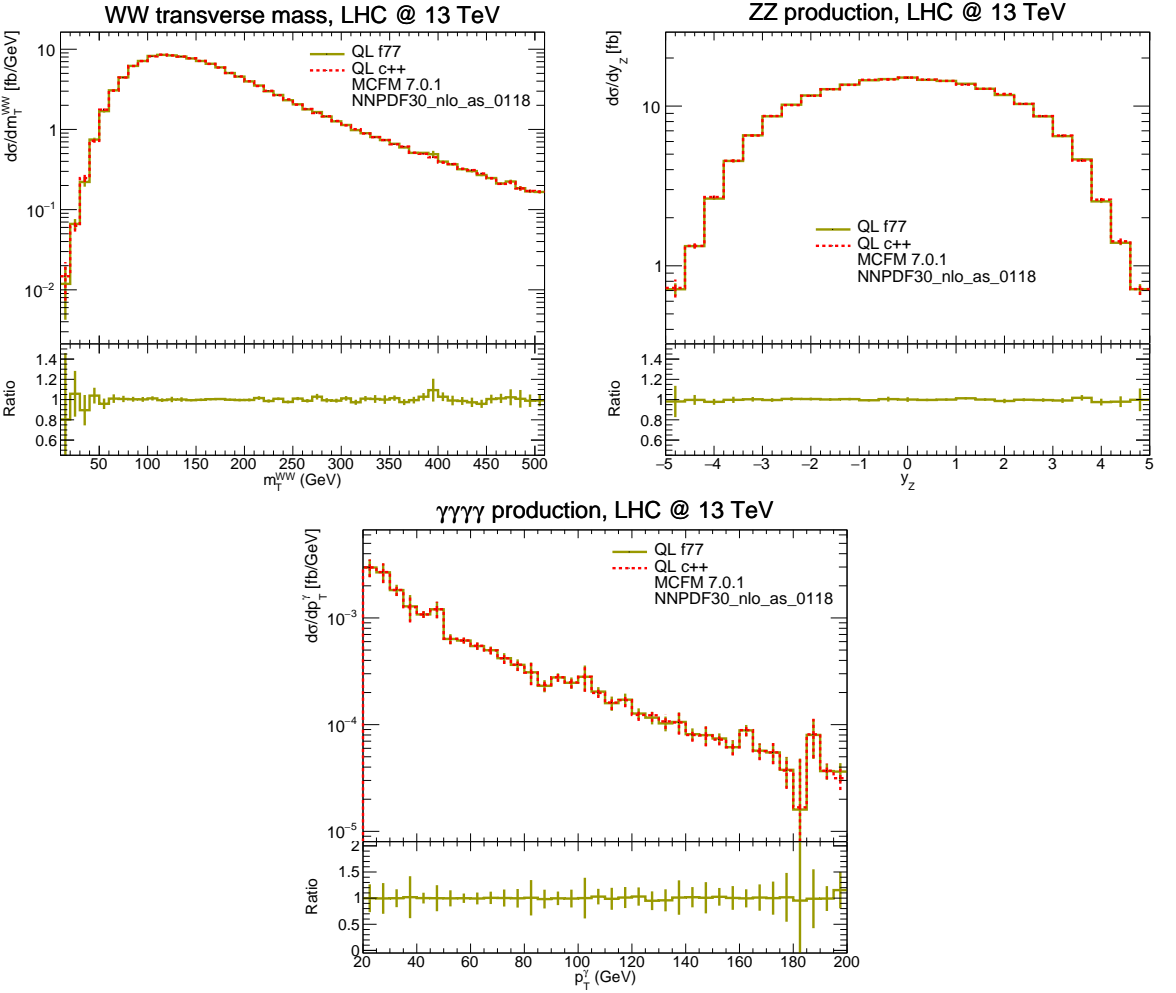 WW transverse mass, LHC @ 13 TeV
dσ/dm_T^WW [fb/GeV]
10
1
10⁻¹
10⁻²
QL f77
QL c++
MCFM 7.0.1
NNPDF30_nlo_as_0118
Ratio
1.4
1.2
1
0.8
0.6
50 100 150 200 250 300 350 400 450 500
m_T^WW (GeV)
ZZ production, LHC @ 13 TeV
dσ/dy_Z [fb]
10
1
QL f77
QL c++
MCFM 7.0.1
NNPDF30_nlo_as_0118
Ratio
1.4
1.2
1
0.8
0.6
−5 −4 −3 −2 −1 0 1 2 3 4 5
y_Z
γγγγ production, LHC @ 13 TeV
dσ/dp_T^γ [fb/GeV]
10⁻³
10⁻⁴
10⁻⁵
QL f77
QL c++
MCFM 7.0.1
NNPDF30_nlo_as_0118
Ratio
2
1.5
1
0.5
0
20 40 60 80 100 120 140 160 180 200
p_T^γ (GeV)